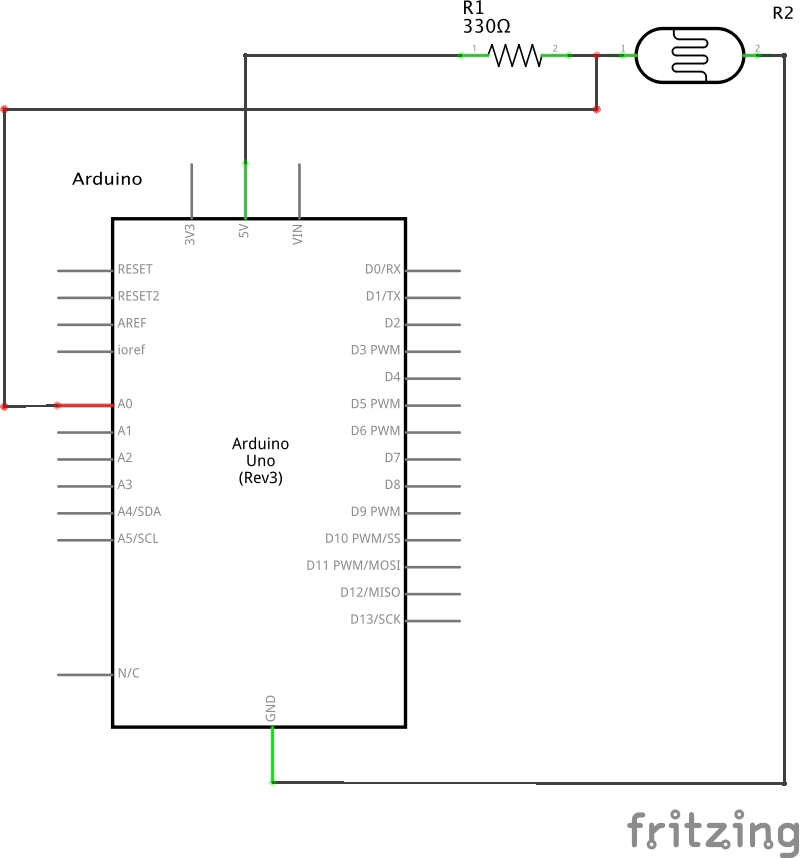 R1
330Ω
R2
1
2
1
2
Arduino
3V3
5V
VIN
RESET
RESET2
AREF
ioref
A0
A1
A2
A3
A4/SDA
A5/SCL
N/C
Arduino
Uno
(Rev3)
D0/RX
D1/TX
D2
D3 PWM
D4
D5 PWM
D6 PWM
D7
D8
D9 PWM
D10 PWM/SS
D11 PWM/MOSI
D12/MISO
D13/SCK
GND
fritzing